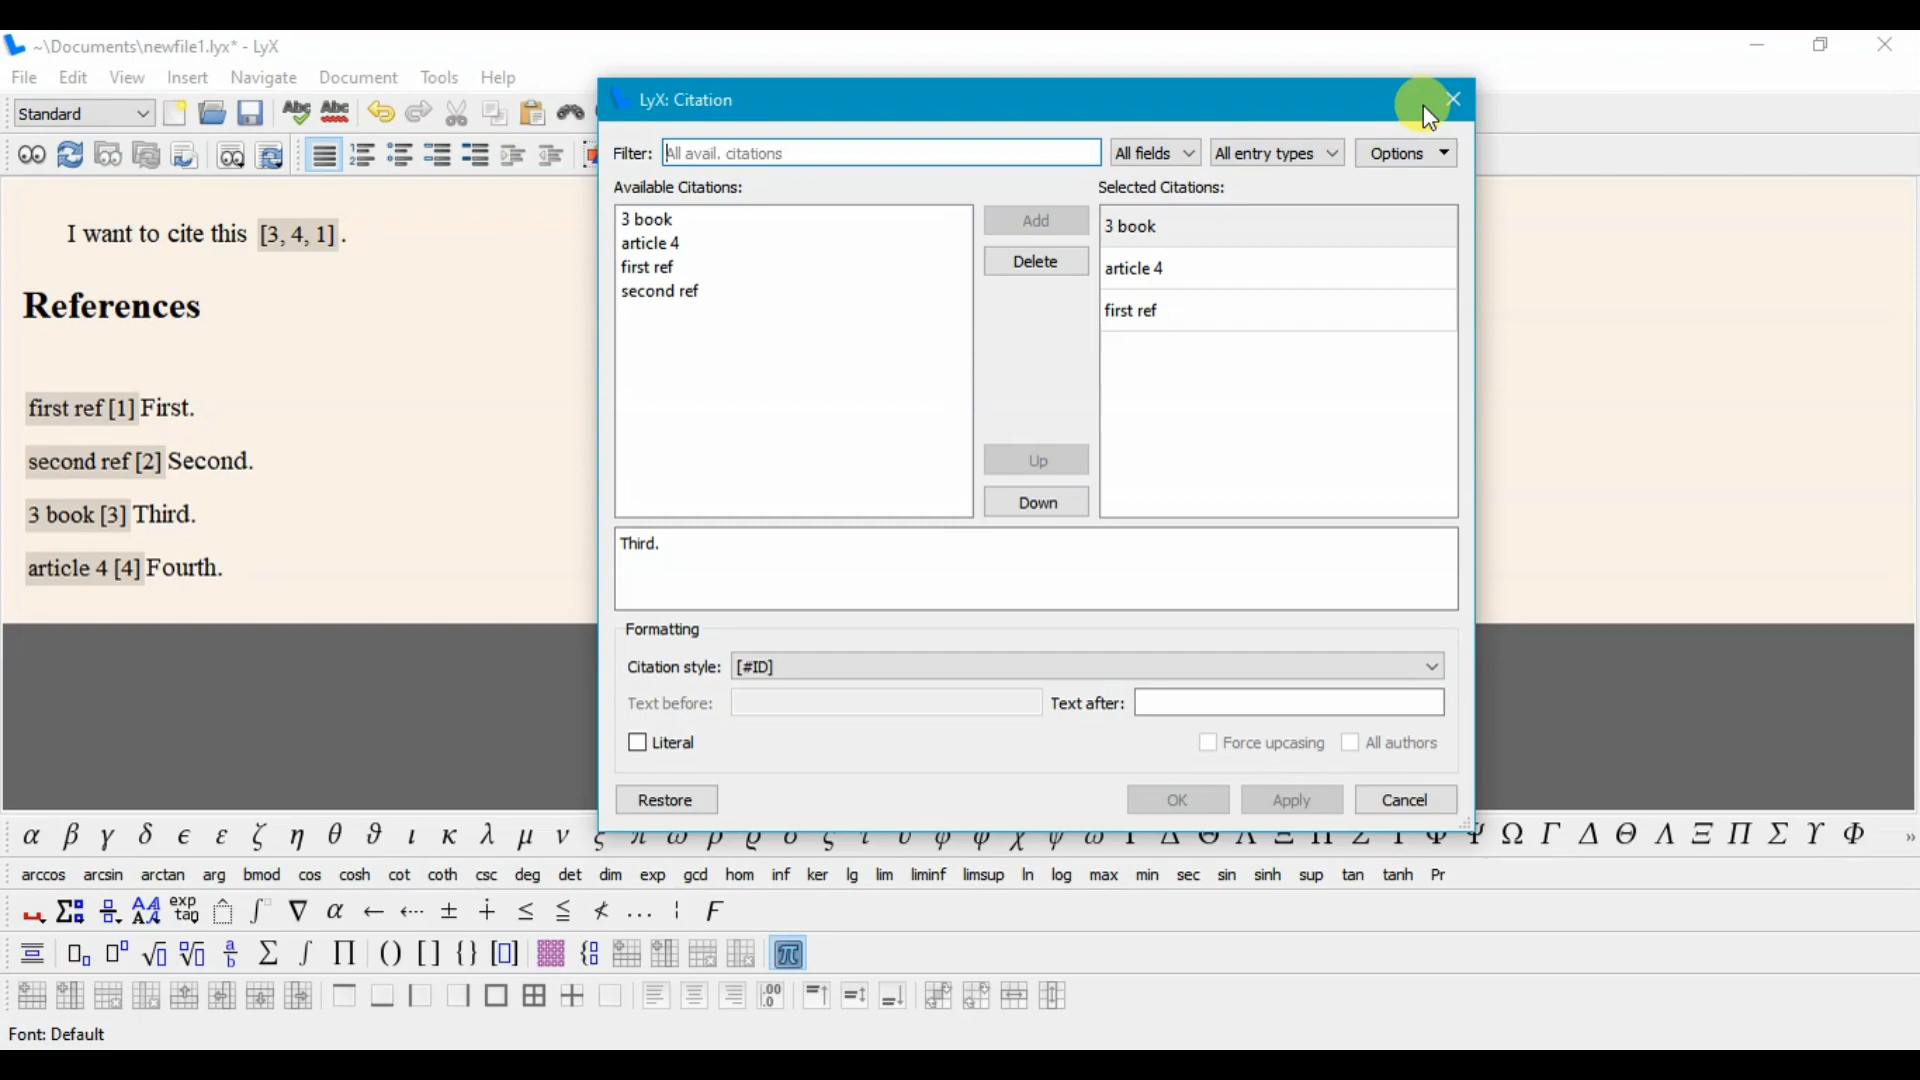 ~\Documents\newfile1.lyx* - LyX
File Edit View Insert Navigate Document Tools Help
Standard
I want to cite this [3, 4, 1].
References
first ref [1] First.
second ref [2] Second.
3 book [3] Third.
article 4 [4] Fourth.
LyX: Citation
Filter: All avail. citations All fields All entry types Options
Available Citations:
3 book
article 4
first ref
second ref
Add
Delete
Up
Down
Selected Citations:
3 book
article 4
first ref
Third.
Formatting
Citation style: [#ID]
Text before: Text after:
Literal Force upcasing All authors
Restore OK Apply Cancel
α β γ δ ϵ ε ζ η θ ϑ ι κ λ μ ν Ω Γ Δ Θ Λ Ξ Π Σ Υ Φ »
arccos arcsin arctan arg bmod cos cosh cot coth csc deg det dim exp gcd hom inf ker lg lim liminf limsup ln log max min sec sin sinh sup tan tanh Pr
Font: Default